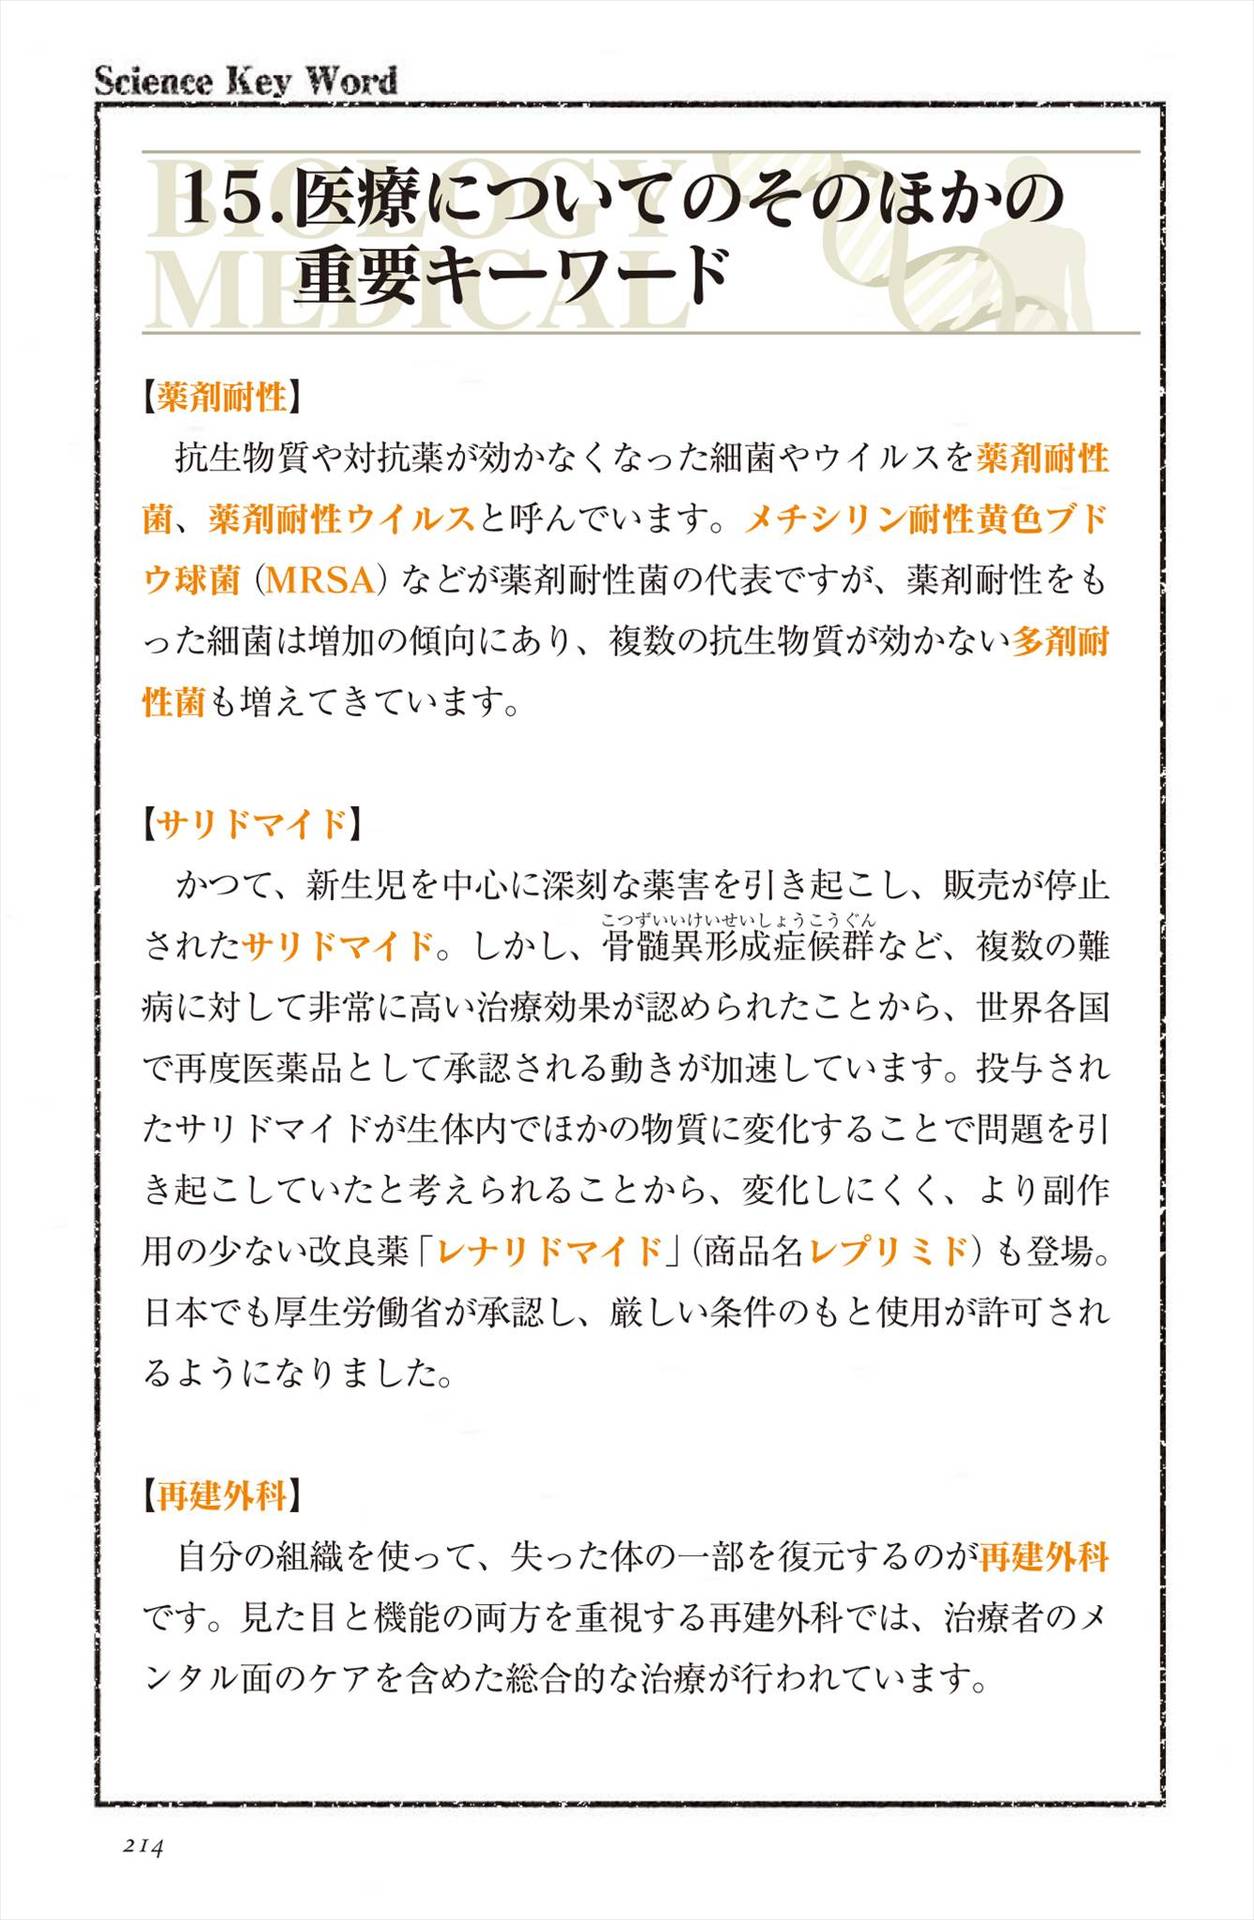 Science Key Word
BIOLOGY
MEDICAL
15.医療についてのそのほかの
重要キーワード
【薬剤耐性】
　抗生物質や対抗薬が効かなくなった細菌やウイルスを薬剤耐性
菌、薬剤耐性ウイルスと呼んでいます。メチシリン耐性黄色ブド
ウ球菌（MRSA）などが薬剤耐性菌の代表ですが、薬剤耐性をも
った細菌は増加の傾向にあり、複数の抗生物質が効かない多剤耐
性菌も増えてきています。
【サリドマイド】
　かつて、新生児を中心に深刻な薬害を引き起こし、販売が停止
こつずいいけいせいしょうこうぐん
されたサリドマイド。しかし、骨髄異形成症候群など、複数の難
病に対して非常に高い治療効果が認められたことから、世界各国
で再度医薬品として承認される動きが加速しています。投与され
たサリドマイドが生体内でほかの物質に変化することで問題を引
き起こしていたと考えられることから、変化しにくく、より副作
用の少ない改良薬「レナリドマイド」（商品名レプリミド）も登場。
日本でも厚生労働省が承認し、厳しい条件のもと使用が許可され
るようになりました。
【再建外科】
　自分の組織を使って、失った体の一部を復元するのが再建外科
です。見た目と機能の両方を重視する再建外科では、治療者のメ
ンタル面のケアを含めた総合的な治療が行われています。
214